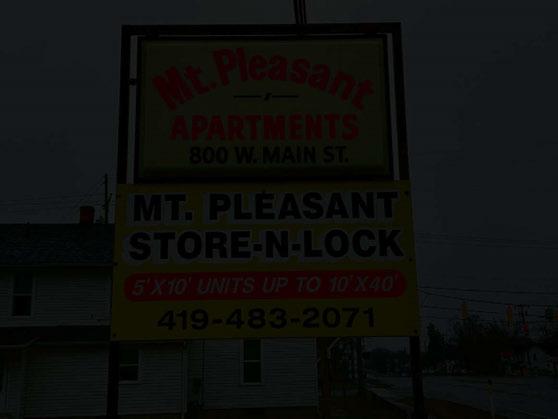 Mt. Pleasant
APARTMENTS
800 W. MAIN ST.
MT. PLEASANT
STORE-N-LOCK
5'X10' UNITS UP TO 10'X40'
419-483-2071